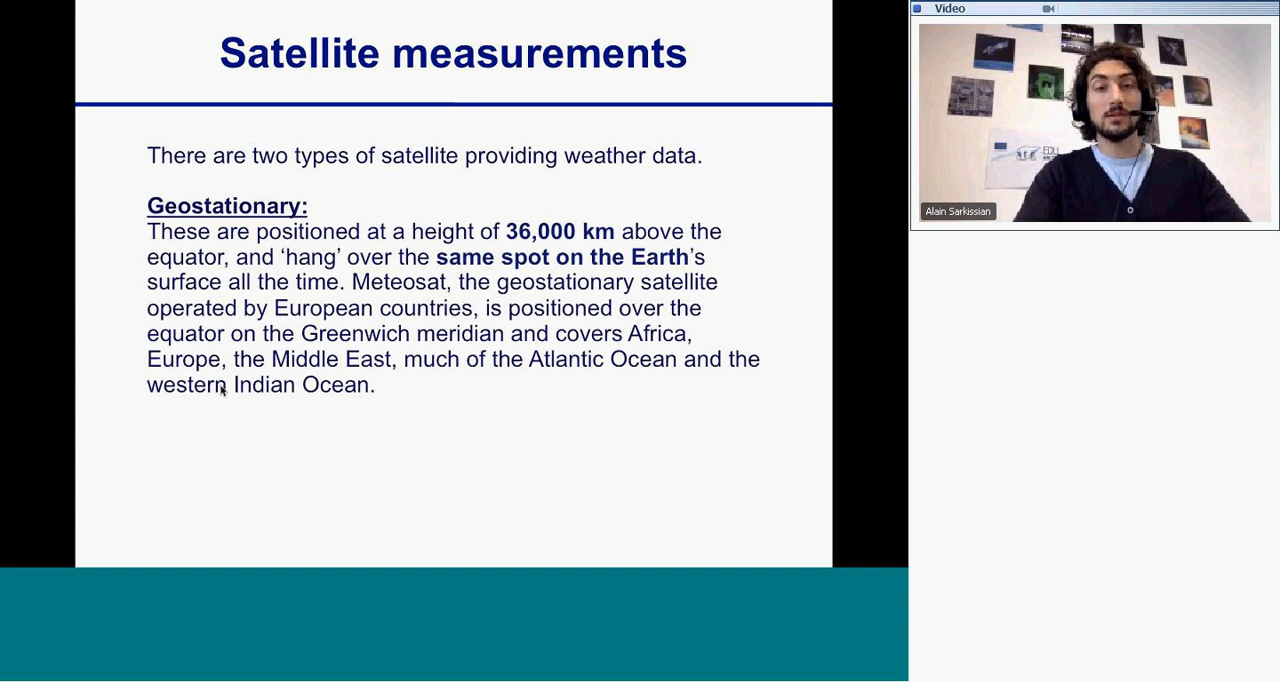 Satellite measurements
There are two types of satellite providing weather data.
Geostationary:
These are positioned at a height of 36,000 km above the
equator, and ‘hang’ over the same spot on the Earth’s
surface all the time. Meteosat, the geostationary satellite
operated by European countries, is positioned over the
equator on the Greenwich meridian and covers Africa,
Europe, the Middle East, much of the Atlantic Ocean and the
western Indian Ocean.
Video
EDU
Alain Sarkissian